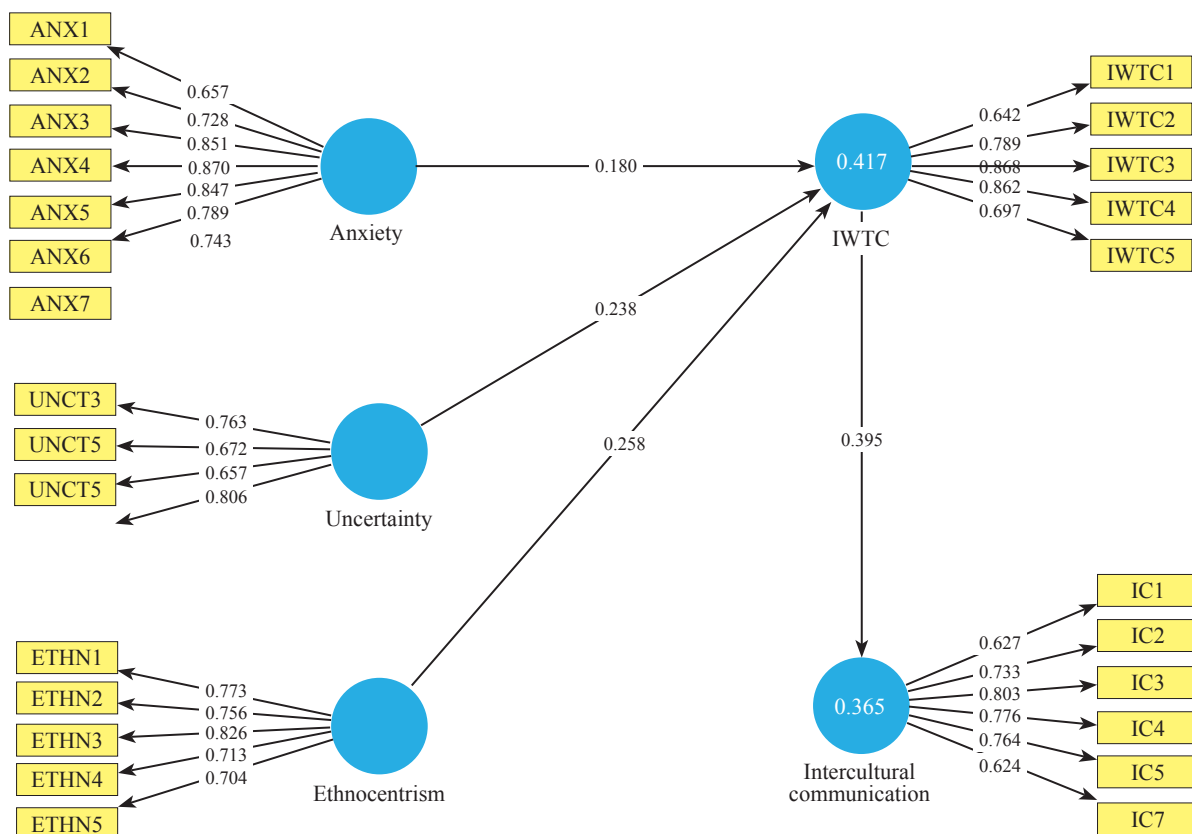 ANX1
ANX2
ANX3
ANX4
ANX5
ANX6
ANX7
0.657
0.728
0.851
0.870
0.847
0.789
0.743
Anxiety
0.180
0.417
IWTC
0.642
0.789
0.868
0.862
0.697
IWTC1
IWTC2
IWTC3
IWTC4
IWTC5
UNCT3
UNCT5
UNCT5
0.763
0.672
0.657
0.806
Uncertainty
0.238
0.258
0.395
ETHN1
ETHN2
ETHN3
ETHN4
ETHN5
0.773
0.756
0.826
0.713
0.704
Ethnocentrism
0.365
Intercultural
communication
0.627
0.733
0.803
0.776
0.764
0.624
IC1
IC2
IC3
IC4
IC5
IC7